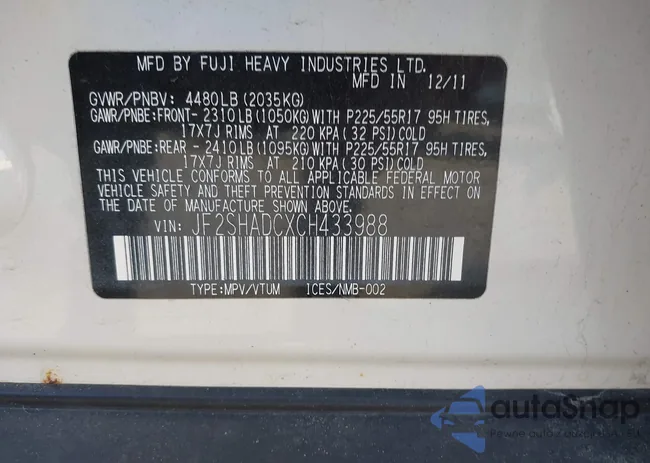 MFD BY FUJI HEAVY INDUSTRIES LTD.
MFD IN 12/11
GVWR/PNBV: 4480LB(2035KG)
GAWR/PNBE:FRONT- 2310LB(1050KG)WITH P225/55R17 95H TIRES,
17X7J RIMS AT 220 KPA(32 PSI)COLD
GAWR/PNBE:REAR - 2410LB(1095KG)WITH P225/55R17 95H TIRES,
17X7J RIMS AT 210 KPA(30 PSI)COLD
THIS VEHICLE CONFORMS TO ALL APPLICABLE FEDERAL MOTOR
VEHICLE SAFETY AND THEFT PREVENTION STANDARDS IN EFFECT ON
THE DATE OF MANUFACTURE SHOWN ABOVE.
VIN: JF2SHADCXCH433988
TYPE:MPV/VTUM ICES/NMB-002
autoSnap